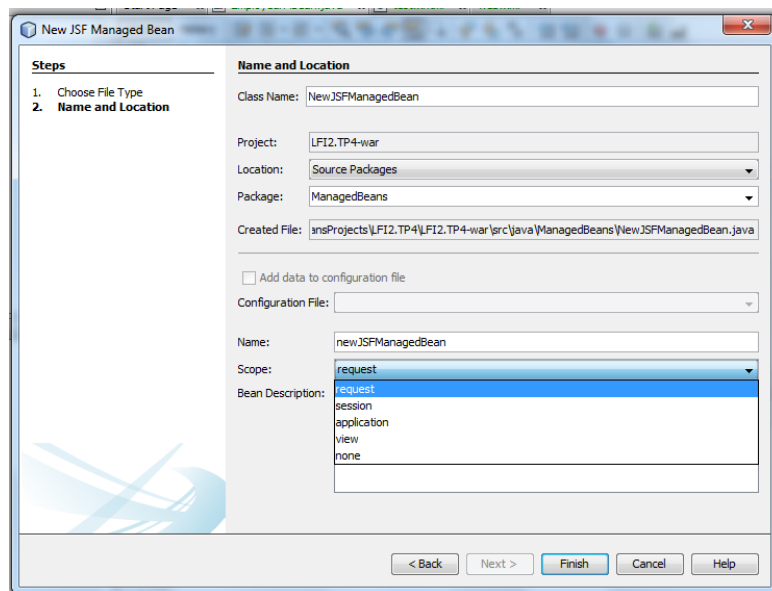 New JSF Managed Bean
Steps
1. Choose File Type
2. Name and Location
Name and Location
Class Name: NewJSFManagedBean
Project: LFI2.TP4-war
Location: Source Packages
Package: ManagedBeans
Created File: ansProjects\LFI2.TP4\LFI2.TP4-war\src\java\ManagedBeans\NewJSFManagedBean.java
Add data to configuration file
Configuration File:
Name: newJSFManagedBean
Scope: request
Bean Description: request
session
application
view
none
< Back Next > Finish Cancel Help